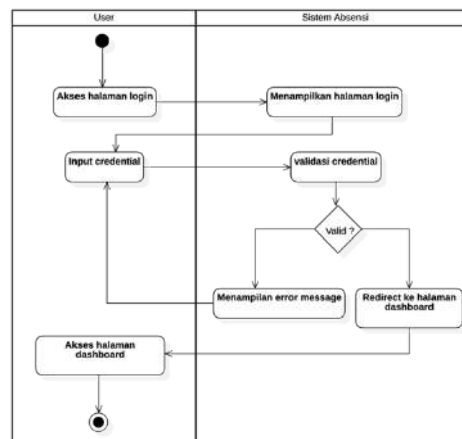 User
Sistem Absensi
Akses halaman login
Menampilkan halaman login
Input credential
validasi credential
Valid ?
Menampilan error message
Redirect ke halaman
dashboard
Akses halaman
dashboard